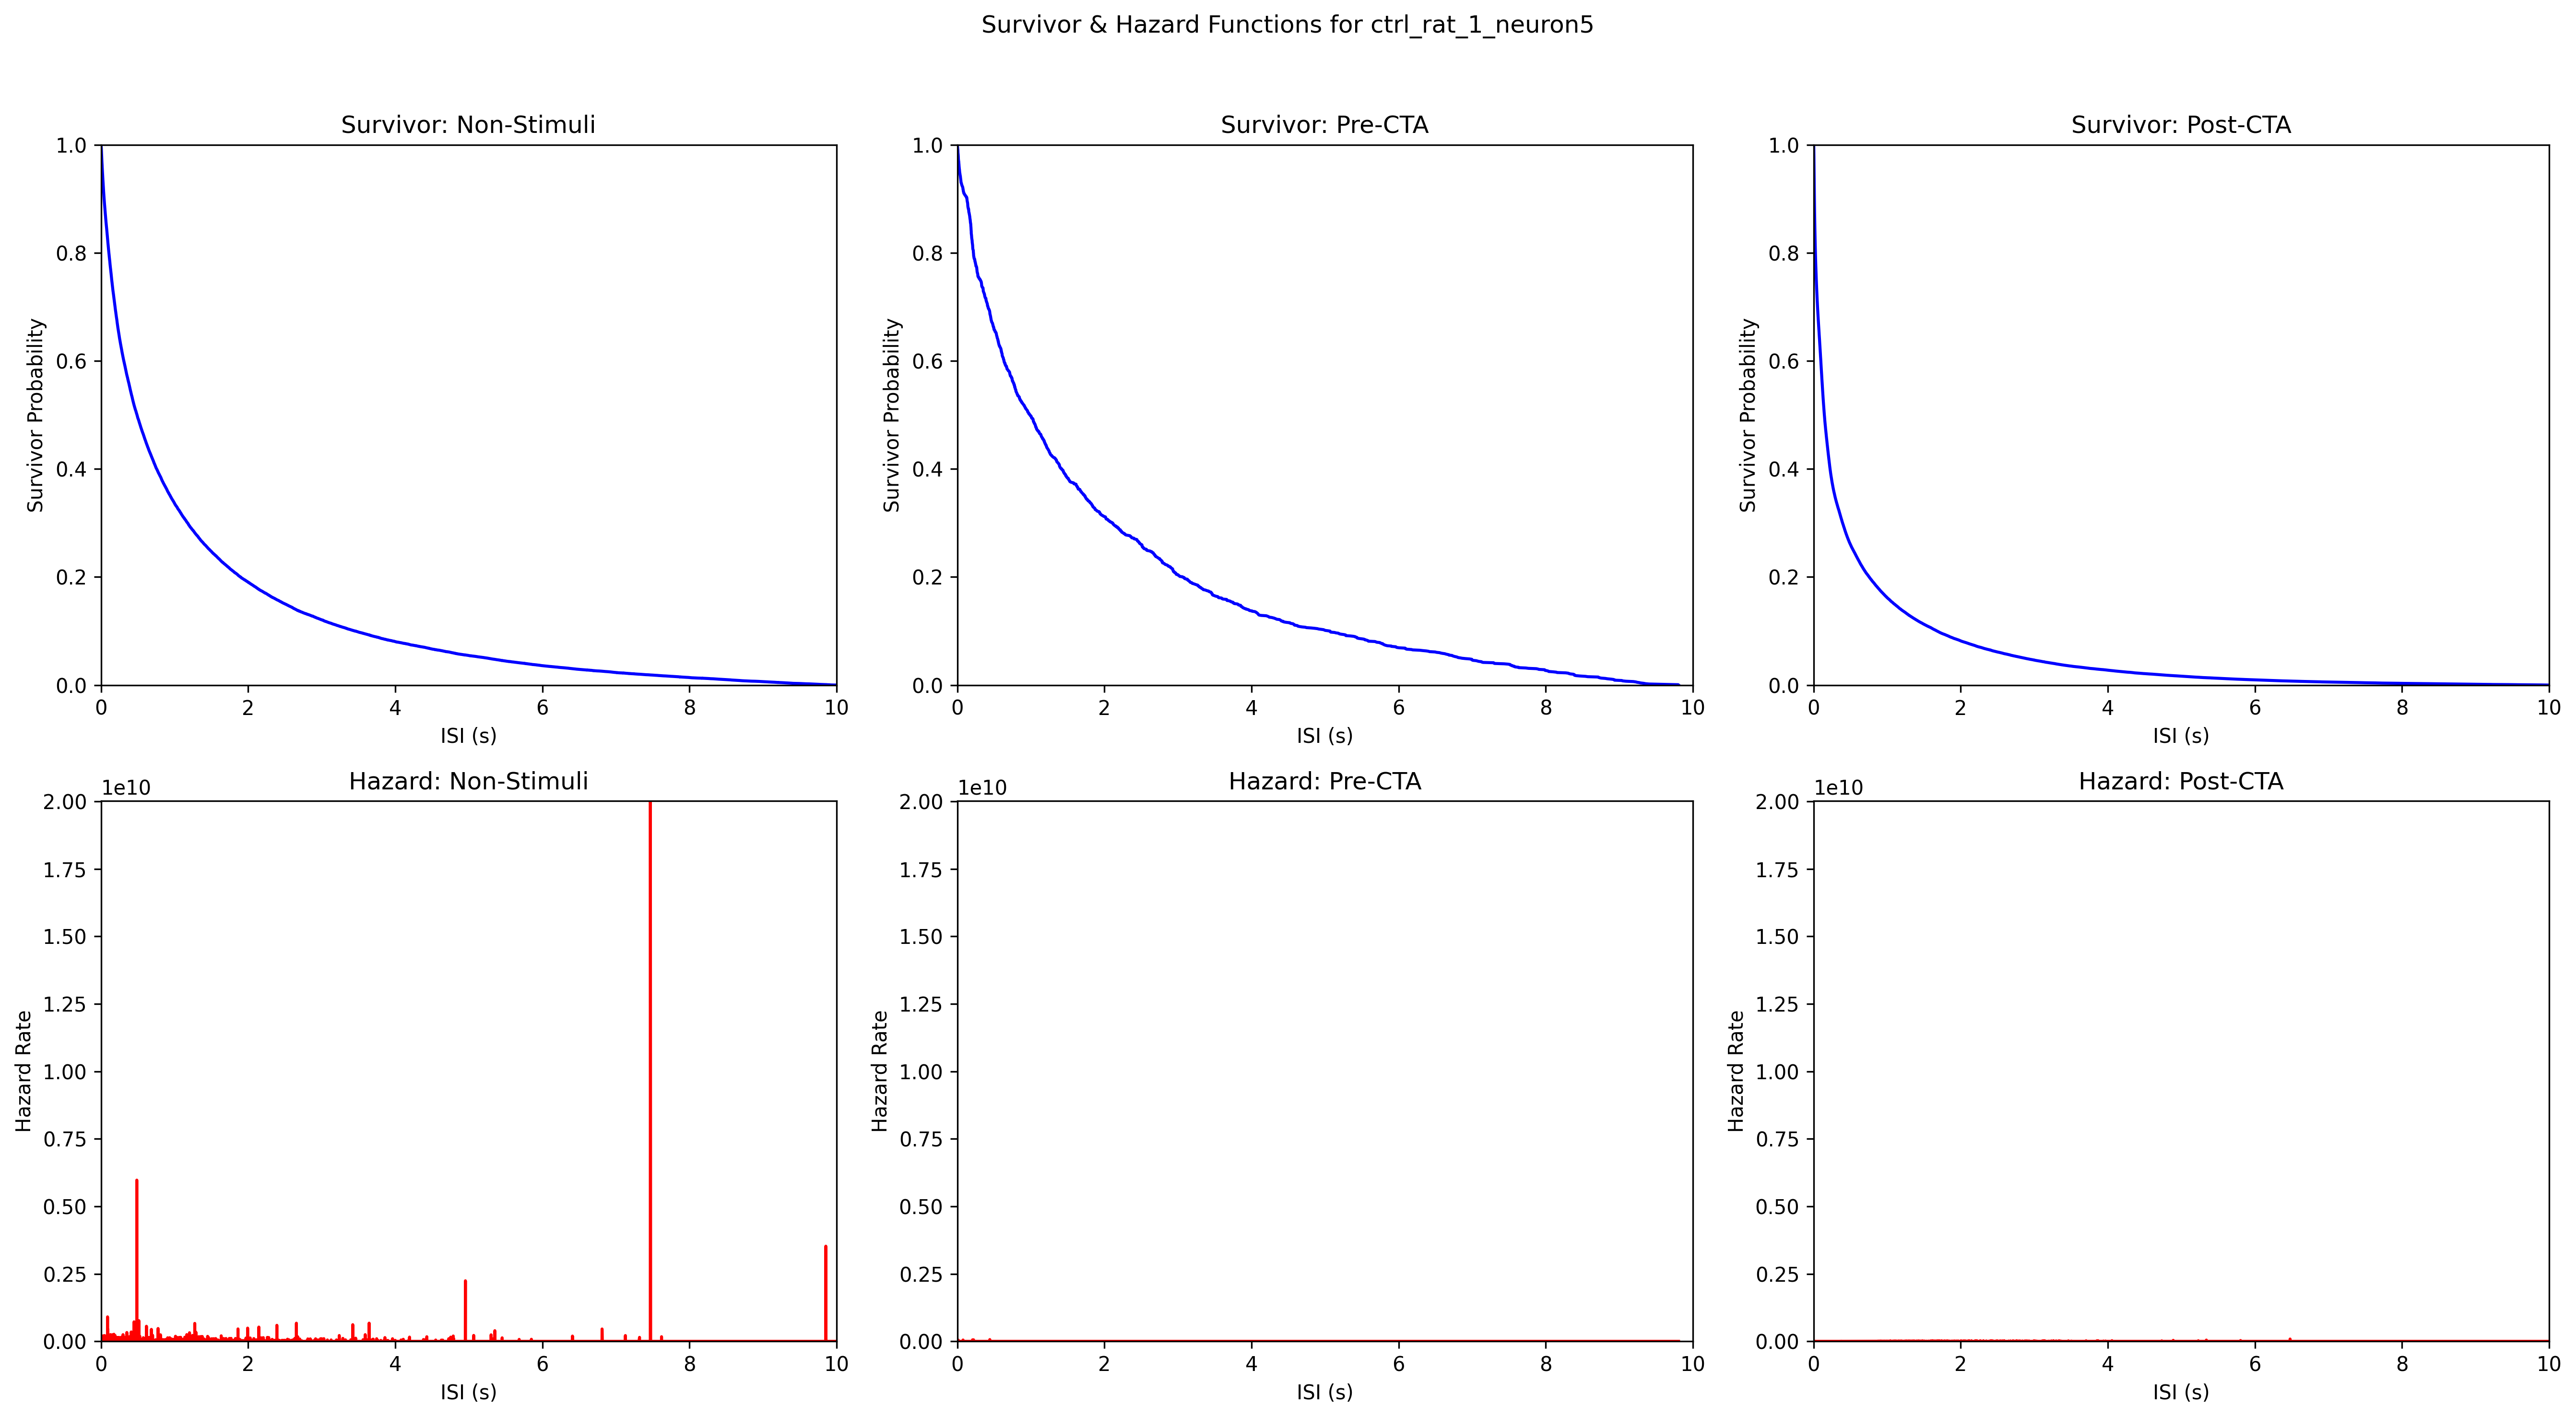 Survivor & Hazard Functions for ctrl_rat_1_neuron5
Survivor: Non-Stimuli
1.0
0.8
0.6
0.4
0.2
0.0
Survivor Probability
0 2 4 6 8 10
ISI (s)
Survivor: Pre-CTA
1.0
0.8
0.6
0.4
0.2
0.0
Survivor Probability
0 2 4 6 8 10
ISI (s)
Survivor: Post-CTA
1.0
0.8
0.6
0.4
0.2
0.0
Survivor Probability
0 2 4 6 8 10
ISI (s)
Hazard: Non-Stimuli
1e10
2.00
1.75
1.50
1.25
1.00
0.75
0.50
0.25
0.00
Hazard Rate
0 2 4 6 8 10
ISI (s)
Hazard: Pre-CTA
1e10
2.00
1.75
1.50
1.25
1.00
0.75
0.50
0.25
0.00
Hazard Rate
0 2 4 6 8 10
ISI (s)
Hazard: Post-CTA
1e10
2.00
1.75
1.50
1.25
1.00
0.75
0.50
0.25
0.00
Hazard Rate
0 2 4 6 8 10
ISI (s)